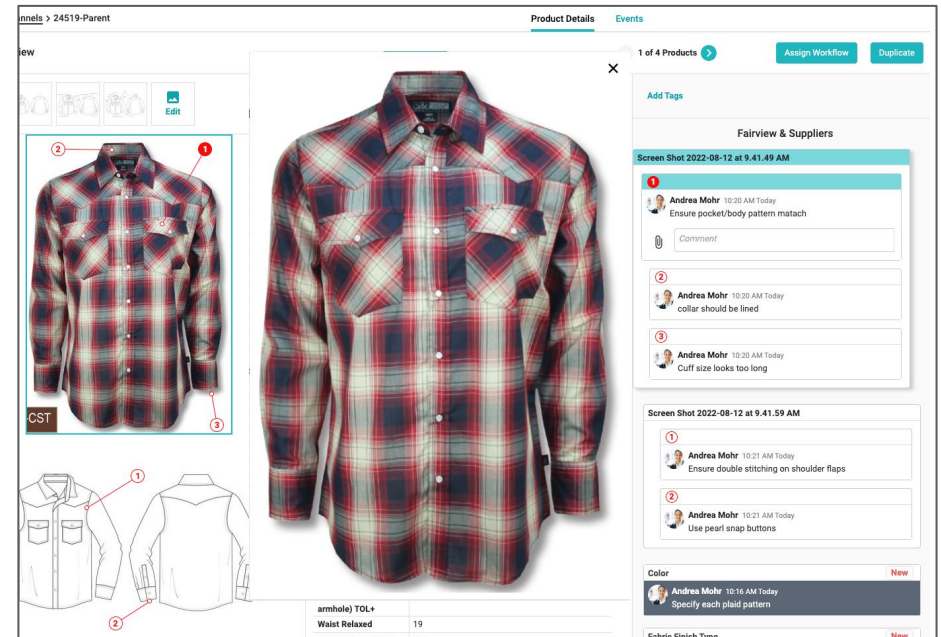 annels > 24519-Parent
Product Details
Events
iew
1 of 4 Products
Assign Workflow
Duplicate
Edit
Add Tags
Fairview & Suppliers
Screen Shot 2022-08-12 at 9.41.49 AM
1
Andrea Mohr 10:20 AM Today
Ensure pocket/body pattern matach
Comment
2
Andrea Mohr 10:20 AM Today
collar should be lined
3
Andrea Mohr 10:20 AM Today
Cuff size looks too long
2
1
CST
3
Screen Shot 2022-08-12 at 9.41.59 AM
1
Andrea Mohr 10:21 AM Today
Ensure double stitching on shoulder flaps
2
Andrea Mohr 10:21 AM Today
Use pearl snap buttons
1
2
Color
New
Andrea Mohr 10:16 AM Today
Specify each plaid pattern
armhole) TOL+
Waist Relaxed
19
Fabric Finish Type
New